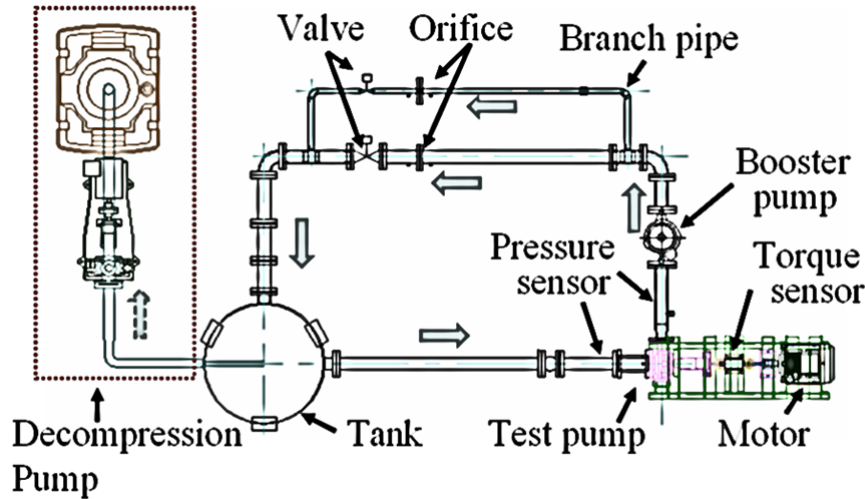 Valve Orifice Branch pipe
Booster
pump
Pressure
sensor
Torque
sensor
Decompression
Pump
Tank
Test pump
Motor